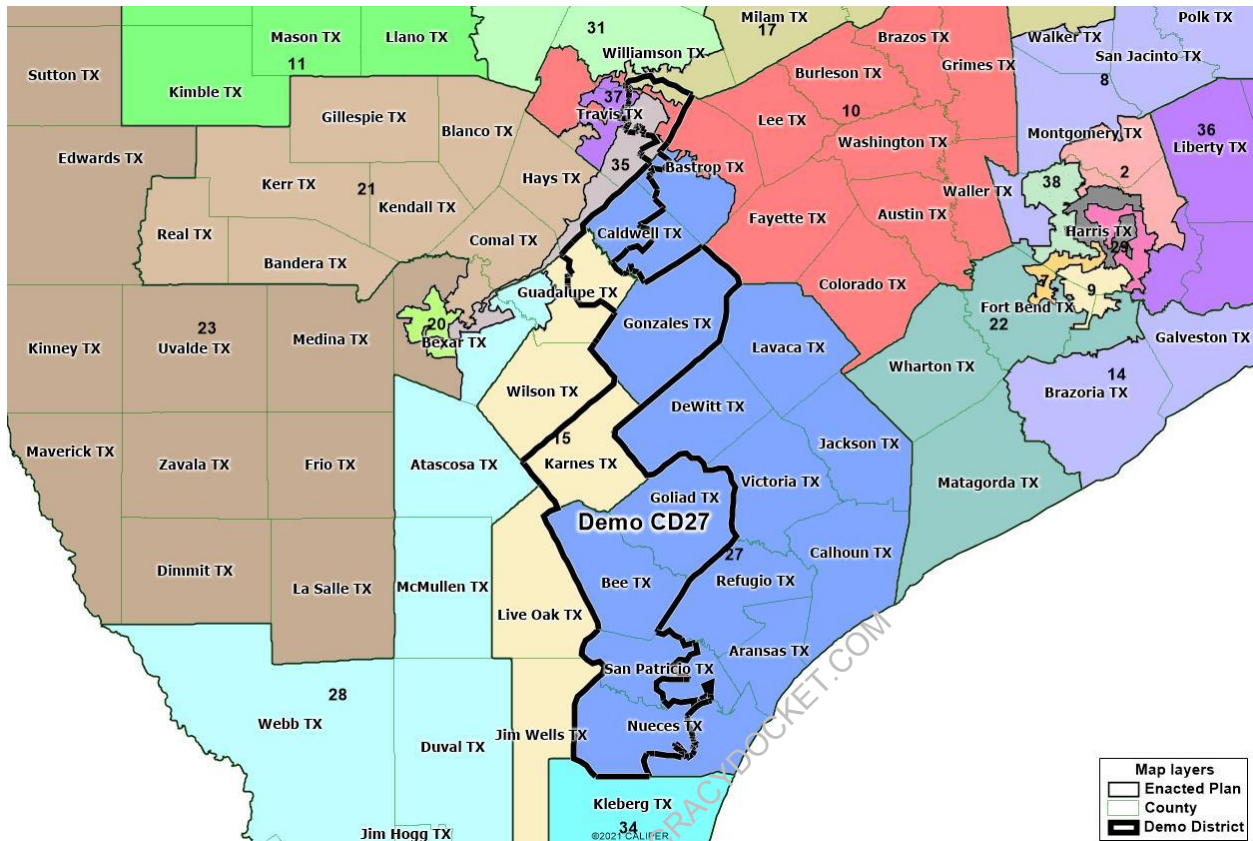 Milam TX
17
Polk TX
31
Mason TX
Llano TX
Brazos TX
Walker TX
Williamson TX
San Jacinto TX
Sutton TX
11
Burleson TX
Grimes TX
8
Kimble TX
37
Travis TX
Lee TX
10
Gillespie TX
Blanco TX
Montgomery TX
36
Liberty TX
Washington TX
Edwards TX
Bastrop TX
35
2
Hays TX
Kerr TX
21
Kendall TX
Waller TX
38
Fayette TX
Austin TX
Real TX
Comal TX
Caldwell TX
Harris TX
29
Bandera TX
Colorado TX
7
9
Guadalupe TX
Fort Bend TX
22
23
20
Gonzales TX
Kinney TX
Uvalde TX
Medina TX
Bexar TX
Galveston TX
Lavaca TX
Wharton TX
14
Brazoria TX
Wilson TX
DeWitt TX
15
Jackson TX
Maverick TX
Zavala TX
Frio TX
Atascosa TX
Karnes TX
Victoria TX
Matagorda TX
Goliad TX
Demo CD27
27
Calhoun TX
Dimmit TX
La Salle TX
McMullen TX
Bee TX
Refugio TX
Live Oak TX
Aransas TX
San Patricio TX
28
Webb TX
Duval TX
Jim Wells TX
Nueces TX
Kleberg TX
34
Jim Hogg TX
©2021 CALIPER
RACYDOCKET.COM
Map layers
Enacted Plan
County
Demo District